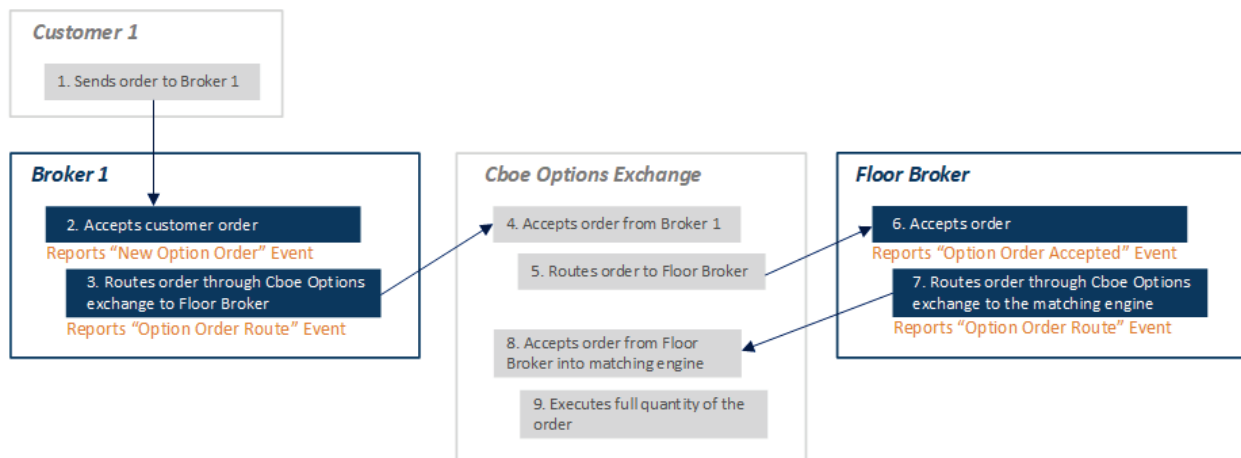 Customer 1
1. Sends order to Broker 1
Broker 1
2. Accepts customer order
Reports “New Option Order” Event
3. Routes order through Cboe Options
exchange to Floor Broker
Reports “Option Order Route” Event
Cboe Options Exchange
4. Accepts order from Broker 1
5. Routes order to Floor Broker
8. Accepts order from Floor
Broker into matching engine
9. Executes full quantity of the
order
Floor Broker
6. Accepts order
Reports “Option Order Accepted” Event
7. Routes order through Cboe Options
exchange to the matching engine
Reports “Option Order Route” Event